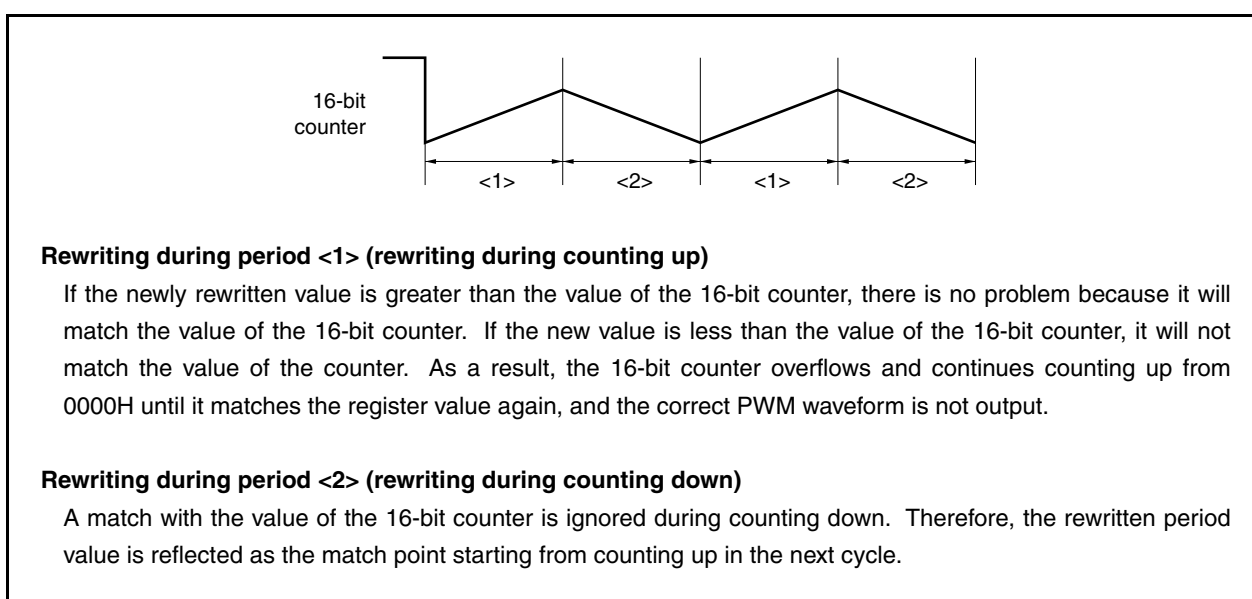 16-bit
counter
<1>
<2>
<1>
<2>
Rewriting during period <1> (rewriting during counting up)
If the newly rewritten value is greater than the value of the 16-bit counter, there is no problem because it will
match the value of the 16-bit counter. If the new value is less than the value of the 16-bit counter, it will not
match the value of the counter. As a result, the 16-bit counter overflows and continues counting up from
0000H until it matches the register value again, and the correct PWM waveform is not output.
Rewriting during period <2> (rewriting during counting down)
A match with the value of the 16-bit counter is ignored during counting down. Therefore, the rewritten period
value is reflected as the match point starting from counting up in the next cycle.